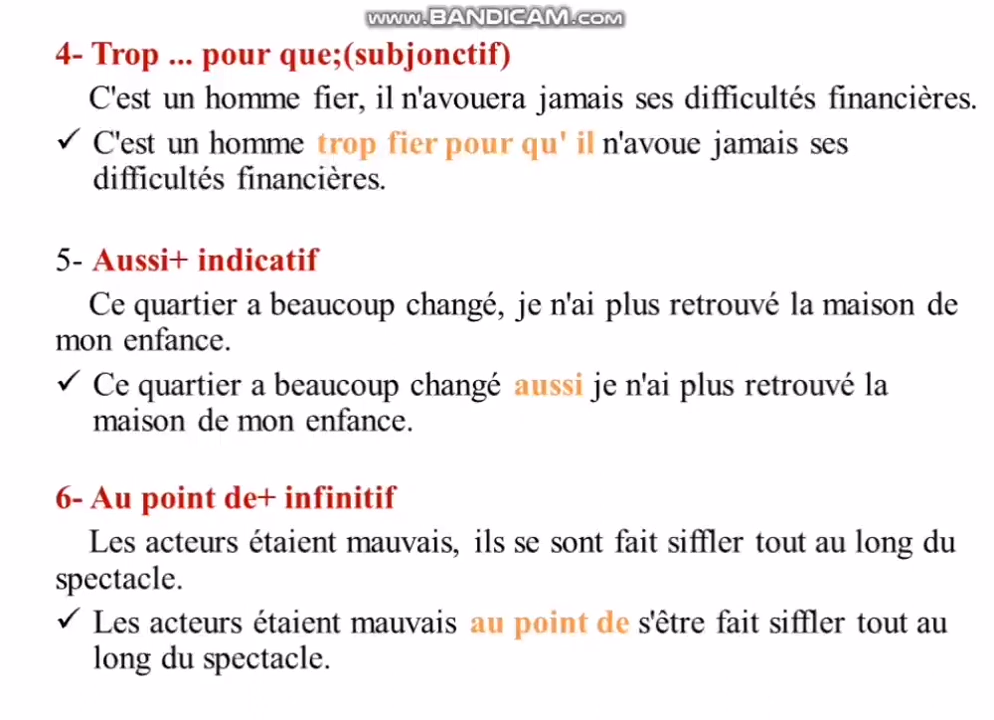 www.BANDICAM.com
4- Trop ... pour que;(subjonctif)
C'est un homme fier, il n'avouera jamais ses difficultés financières.
✓ C'est un homme trop fier pour qu' il n'avoue jamais ses
difficultés financières.
5- Aussi+ indicatif
Ce quartier a beaucoup changé, je n'ai plus retrouvé la maison de
mon enfance.
✓ Ce quartier a beaucoup changé aussi je n'ai plus retrouvé la
maison de mon enfance.
6- Au point de+ infinitif
Les acteurs étaient mauvais, ils se sont fait siffler tout au long du
spectacle.
✓ Les acteurs étaient mauvais au point de s'être fait siffler tout au
long du spectacle.